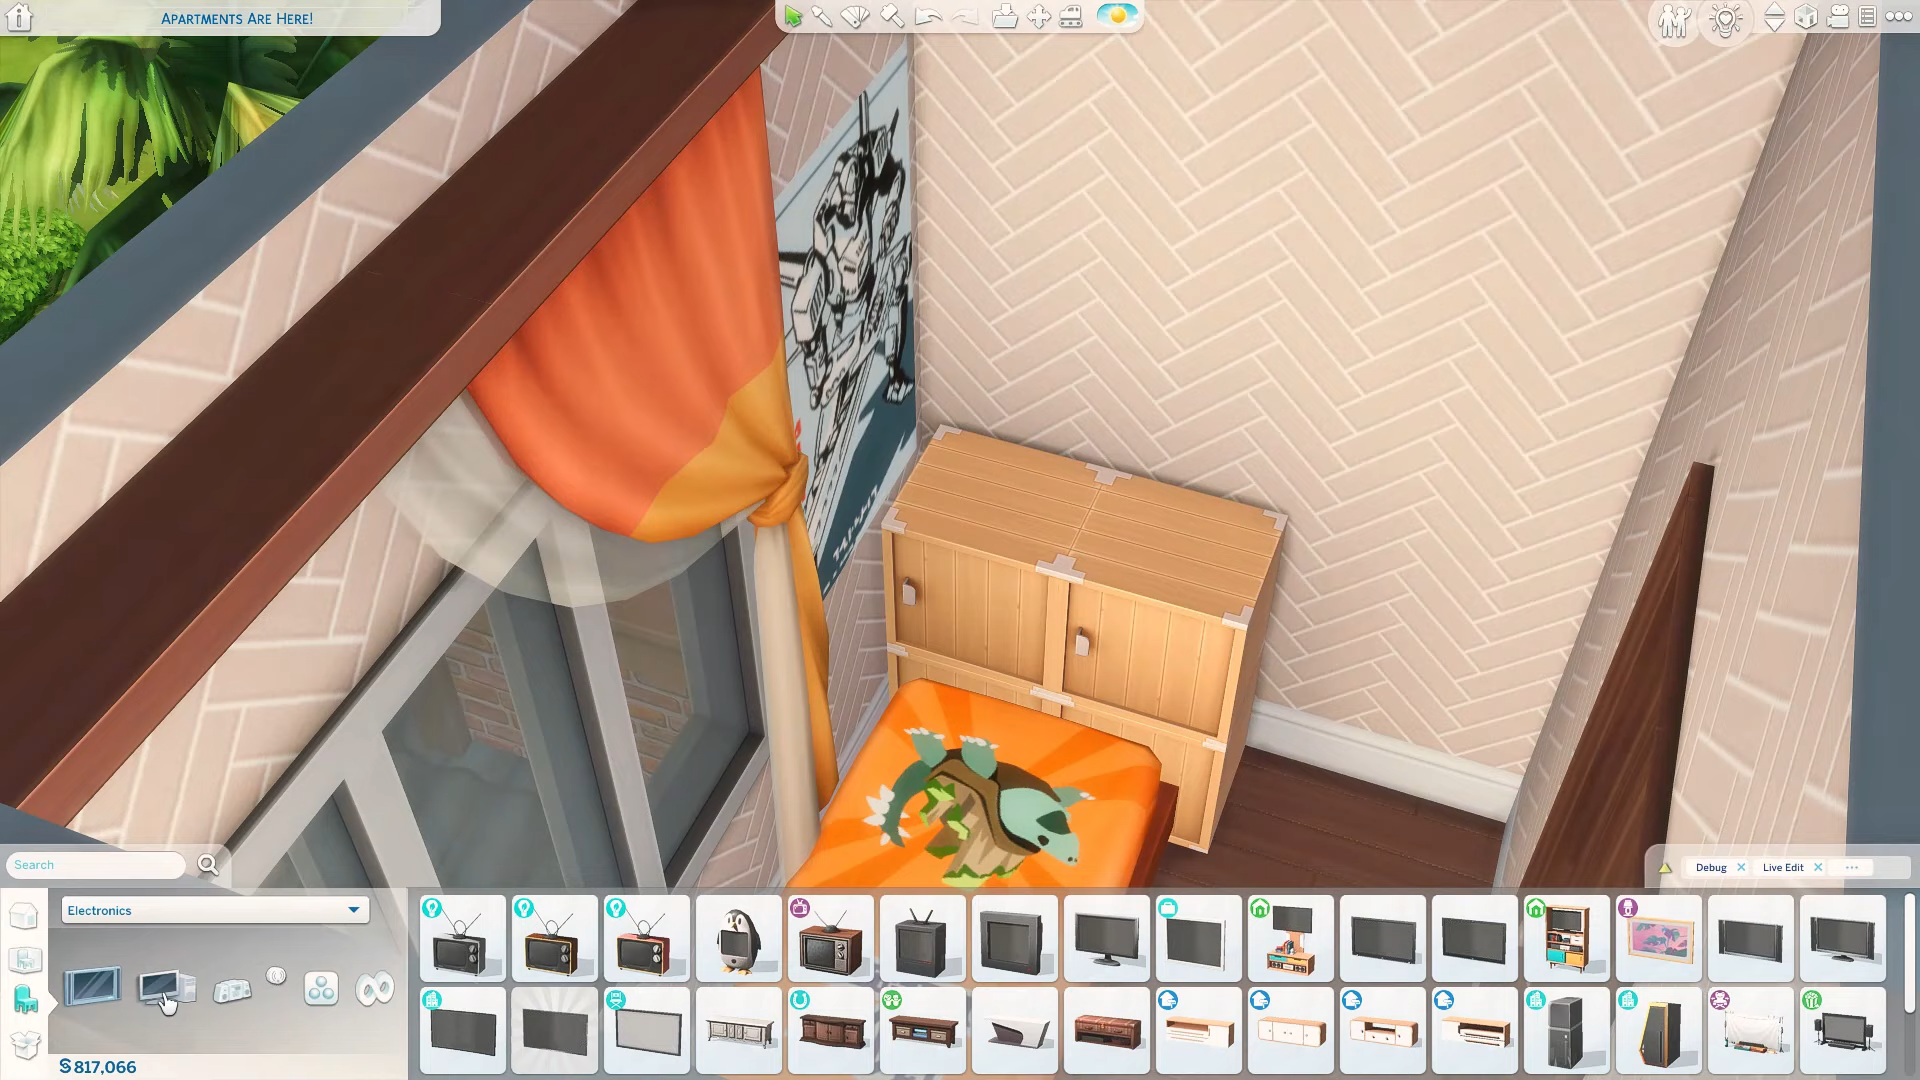 APARTMENTS ARE HERE!
Search
Debug
Live Edit
Electronics
817,066